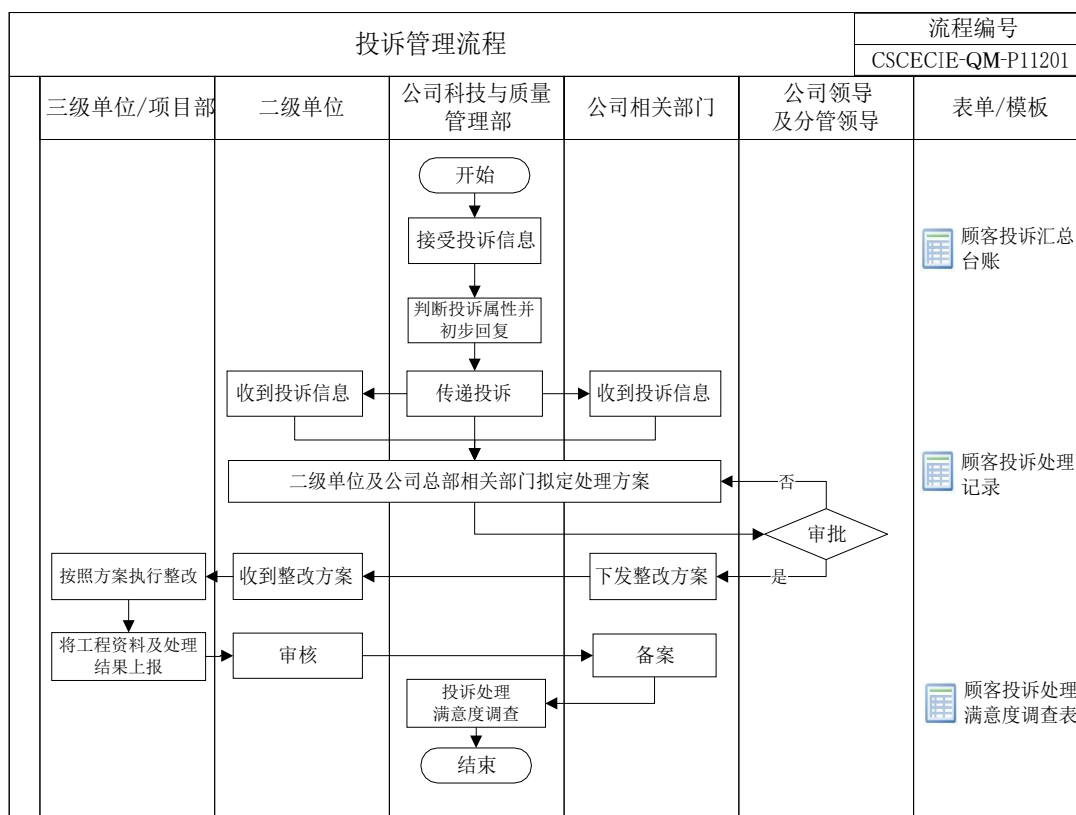 投诉管理流程
流程编号
CSCECIE-QM-P11201
三级单位/项目部
二级单位
公司科技与质量
管理部
公司相关部门
公司领导
及分管领导
表单/模板
开始
接受投诉信息
顾客投诉汇总
台账
判断投诉属性并
初步回复
收到投诉信息
传递投诉
收到投诉信息
二级单位及公司总部相关部门拟定处理方案
否
顾客投诉处理
记录
审批
按照方案执行整改
收到整改方案
下发整改方案
是
将工程资料及处理
结果上报
审核
备案
投诉处理
满意度调查
顾客投诉处理
满意度调查表
结束